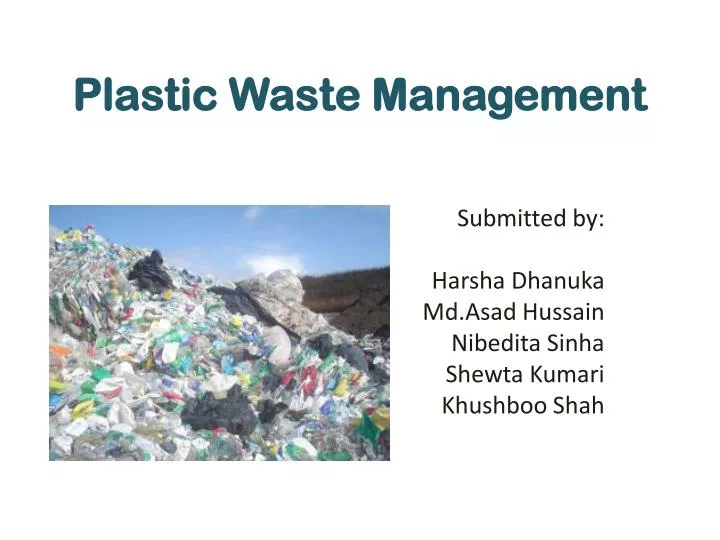 Plastic Waste Management
Submitted by:
Harsha Dhanuka
Md.Asad Hussain
Nibedita Sinha
Shewta Kumari
Khushboo Shah